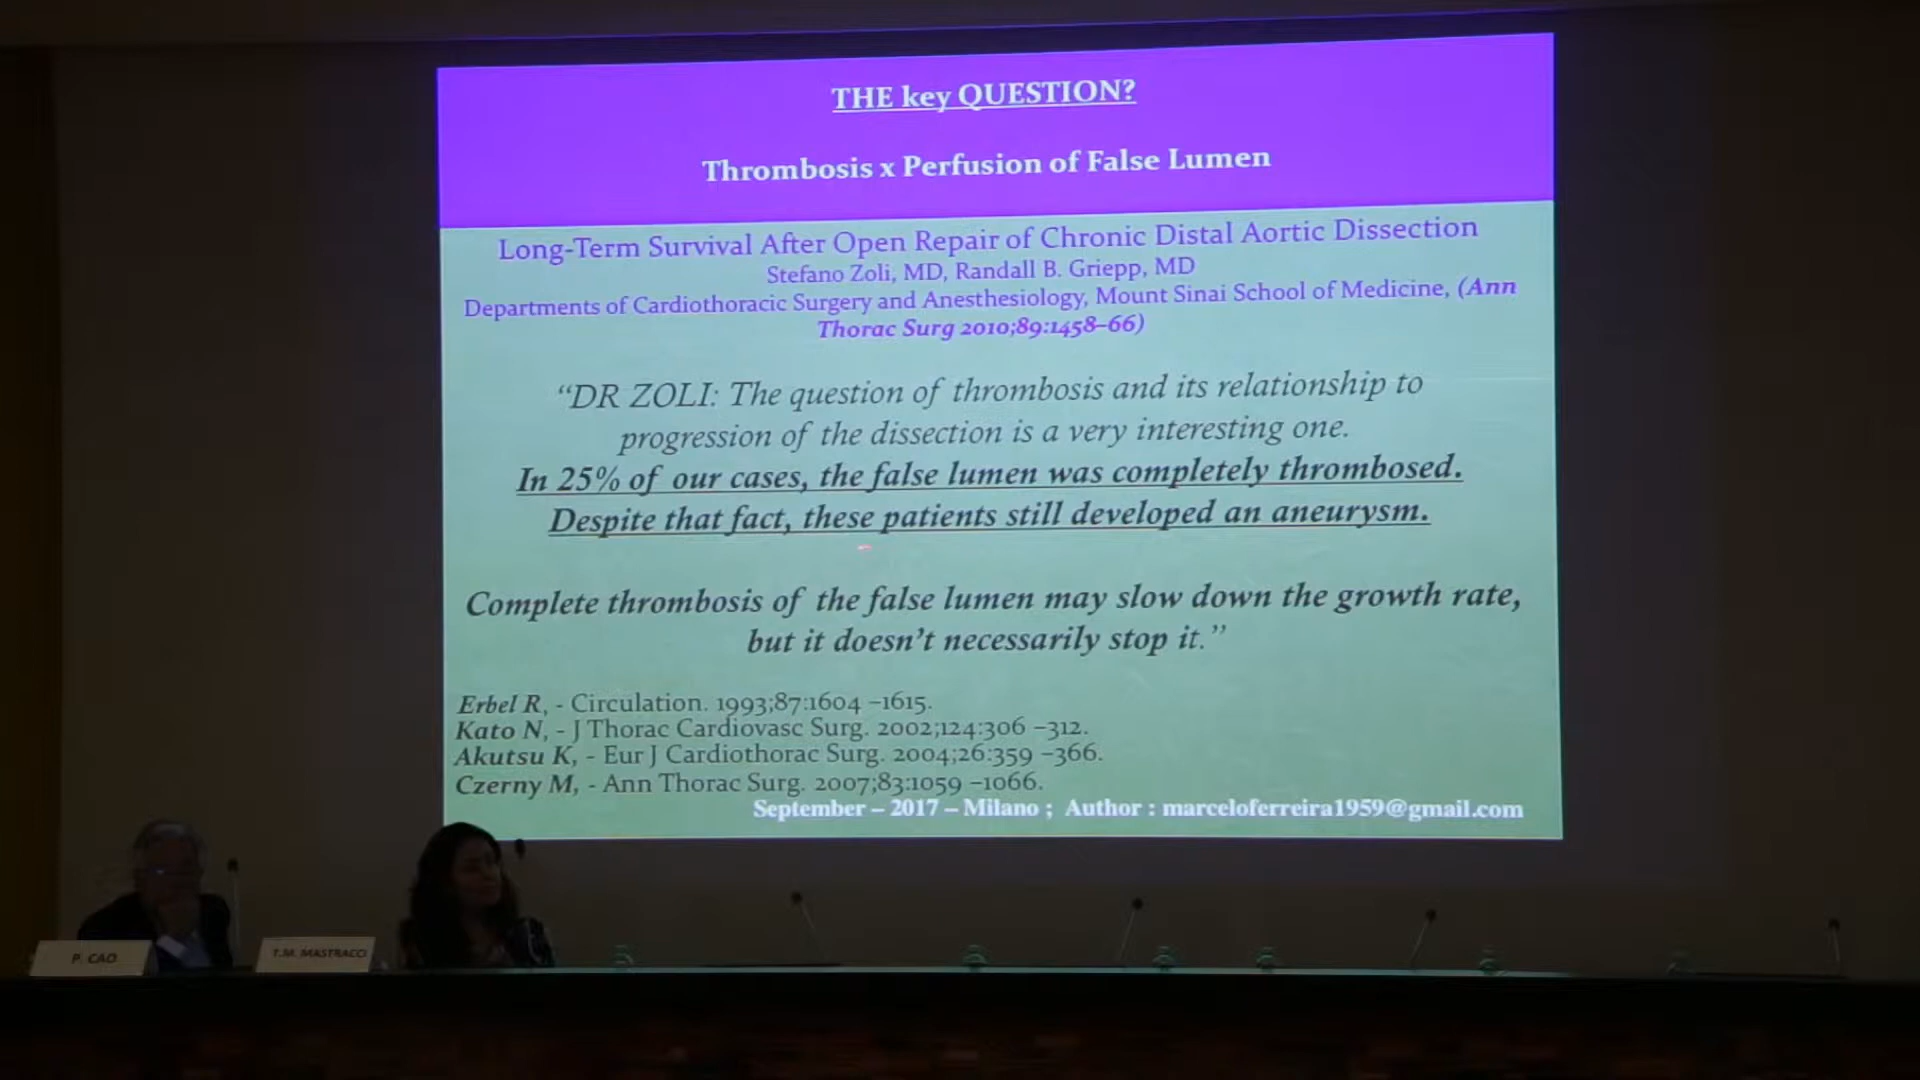 THE key QUESTION?
Thrombosis x Perfusion of False Lumen
Long-Term Survival After Open Repair of Chronic Distal Aortic Dissection
Stefano Zoli, MD, Randall B. Griepp, MD
Departments of Cardiothoracic Surgery and Anesthesiology, Mount Sinai School of Medicine, (Ann
Thorac Surg 2010;89:1458–66)
“DR ZOLI: The question of thrombosis and its relationship to
progression of the dissection is a very interesting one.
In 25% of our cases, the false lumen was completely thrombosed.
Despite that fact, these patients still developed an aneurysm.
Complete thrombosis of the false lumen may slow down the growth rate,
but it doesn’t necessarily stop it.”
Erbel R, - Circulation. 1993;87:1604 –1615.
Kato N, - J Thorac Cardiovasc Surg. 2002;124:306 –312.
Akutsu K, - Eur J Cardiothorac Surg. 2004;26:359 –366.
Czerny M, - Ann Thorac Surg. 2007;83:1059 –1066.
September – 2017 – Milano ; Author : marceloferreira1959@gmail.com
P. CAO
T.M. MASTRACCI